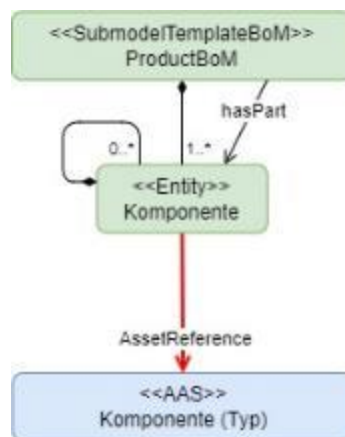 <<SubmodelTemplateBoM>>
ProductBoM
hasPart
0..*
1..*
<<Entity>>
Komponente
AssetReference
<<AAS>>
Komponente (Typ)